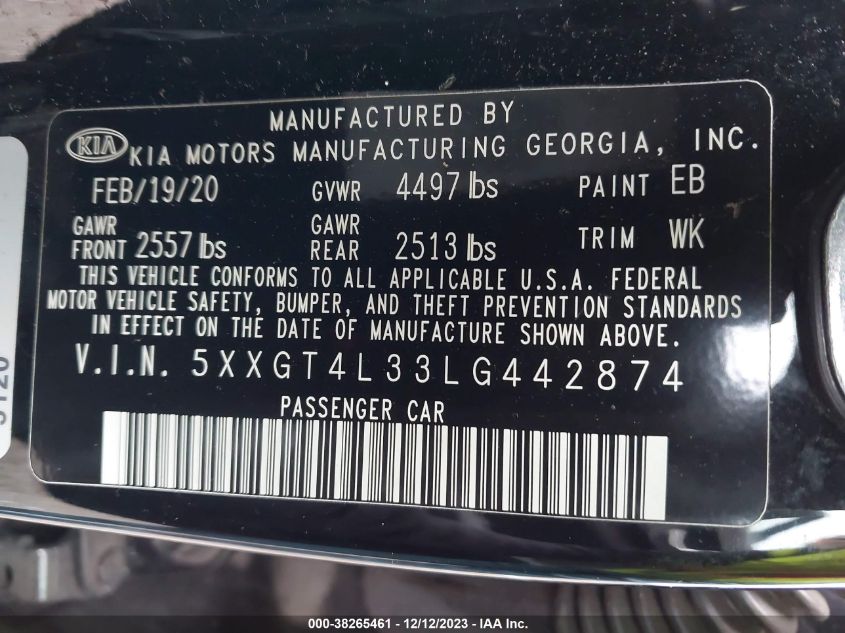 MANUFACTURED BY
KIA KIA MOTORS MANUFACTURING GEORGIA, INC.
FEB/19/20 GVWR 4497 lbs PAINT EB
GAWR FRONT 2557 lbs GAWR REAR 2513 lbs TRIM WK
THIS VEHICLE CONFORMS TO ALL APPLICABLE U.S.A. FEDERAL
MOTOR VEHICLE SAFETY, BUMPER, AND THEFT PREVENTION STANDARDS
IN EFFECT ON THE DATE OF MANUFACTURE SHOWN ABOVE.
V.I.N. 5XXGT4L33LG442874
PASSENGER CAR
000-38265461 - 12/12/2023 - IAA Inc.